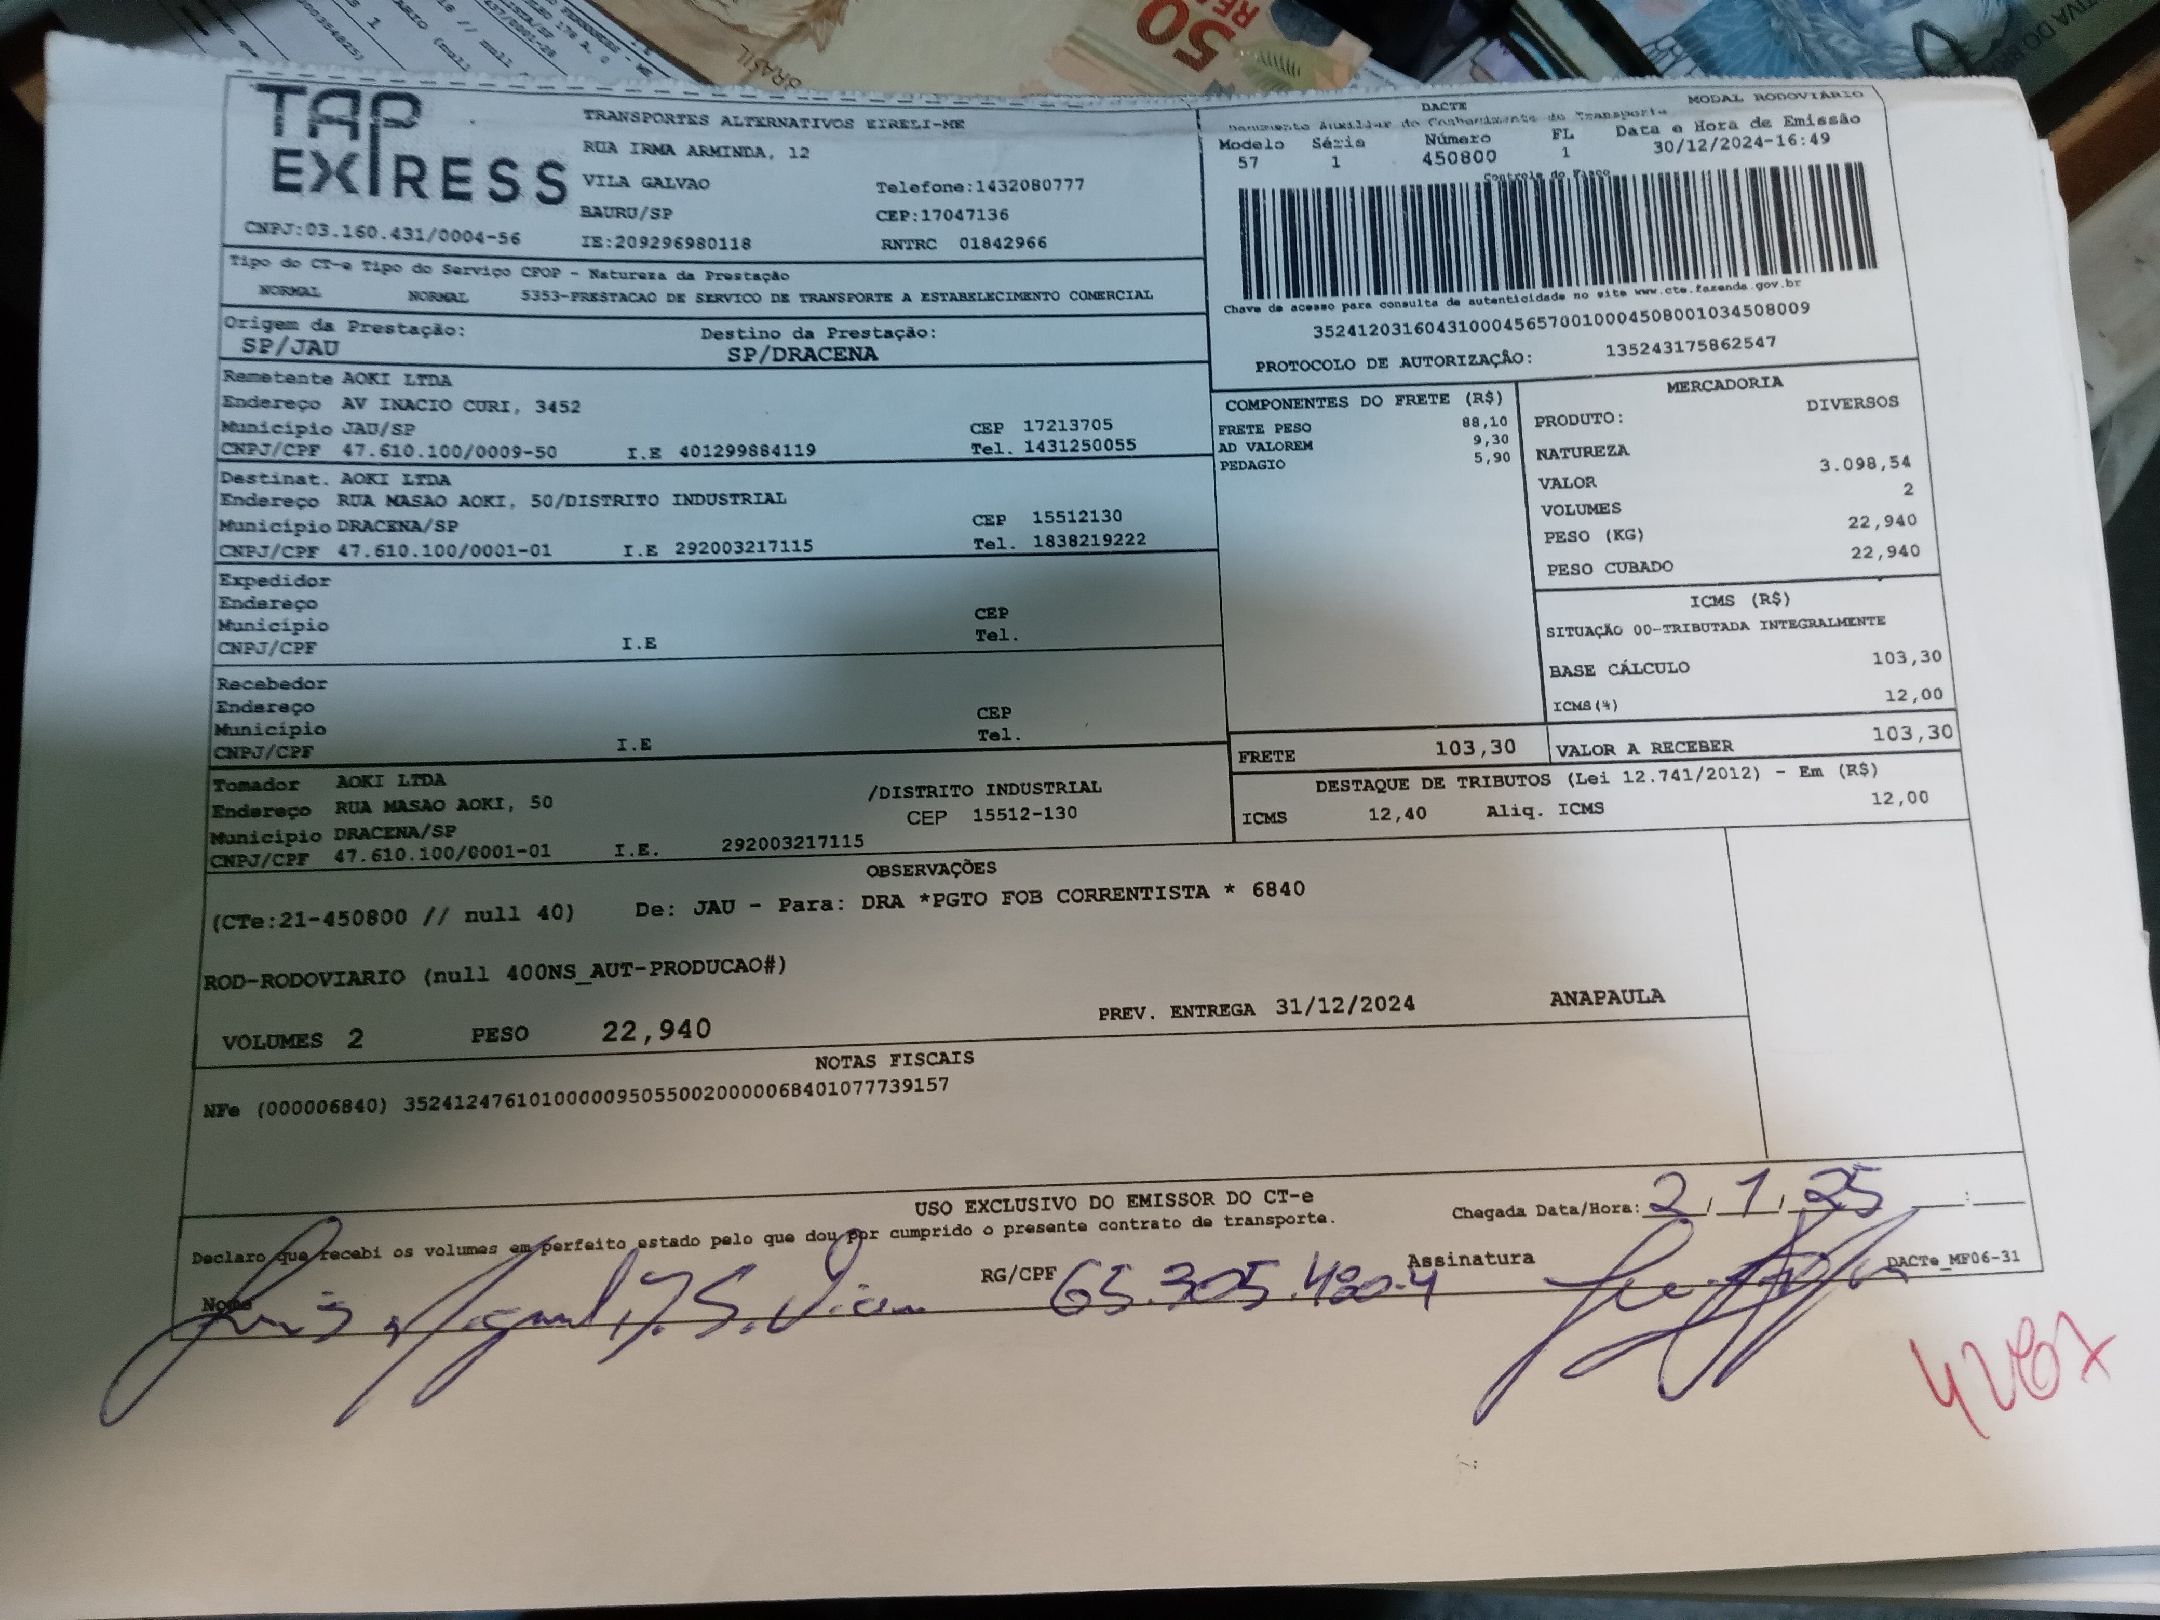 TAP EXPRESS
CNPJ:03.160.431/0004-56
TRANSPORTES ALTERNATIVOS EIRELI-ME
RUA IRMA ARMINDA, 12
VILA GALVAO Telefone:1432080777
BAURU/SP CEP:17047136
IE:209296980118 RNTRC 01842966
DACTE MODAL RODOVIÁRIO
Documento Auxiliar do Conhecimento de Transporte
Modelo Série Número FL Data e Hora de Emissão
57 1 450800 1 30/12/2024-16:49
Controle do Fisco
Chave de acesso para consulta de autenticidade no site www.cte.fazenda.gov.br
35241203160431000456570010004508001034508009
PROTOCOLO DE AUTORIZAÇÃO: 135243175862547
Tipo do CT-e Tipo do Serviço CFOP - Natureza da Prestação
NORMAL NORMAL 5353-PRESTACAO DE SERVICO DE TRANSPORTE A ESTABELECIMENTO COMERCIAL
Origem da Prestação: Destino da Prestação:
SP/JAU SP/DRACENA
Remetente AOKI LTDA
Endereço AV INACIO CURI, 3452
Município JAU/SP CEP 17213705
CNPJ/CPF 47.610.100/0009-50 I.E 401299884119 Tel. 1431250055
Destinat. AOKI LTDA
Endereço RUA MASAO AOKI, 50/DISTRITO INDUSTRIAL
Município DRACENA/SP CEP 15512130
CNPJ/CPF 47.610.100/0001-01 I.E 292003217115 Tel. 1838219222
Expedidor
Endereço
Município CEP
CNPJ/CPF I.E Tel.
Recebedor
Endereço
Município CEP
CNPJ/CPF I.E Tel.
Tomador AOKI LTDA
Endereço RUA MASAO AOKI, 50 /DISTRITO INDUSTRIAL
Município DRACENA/SP CEP 15512-130
CNPJ/CPF 47.610.100/0001-01 I.E. 292003217115
COMPONENTES DO FRETE (R$)
FRETE PESO 88,10
AD VALOREM 9,30
PEDAGIO 5,90
MERCADORIA
PRODUTO: DIVERSOS
NATUREZA
VALOR 3.098,54
VOLUMES 2
PESO (KG) 22,940
PESO CUBADO 22,940
ICMS (R$)
SITUAÇÃO 00-TRIBUTADA INTEGRALMENTE
BASE CÁLCULO 103,30
ICMS(%) 12,00
FRETE 103,30 VALOR A RECEBER 103,30
DESTAQUE DE TRIBUTOS (Lei 12.741/2012) - Em (R$)
ICMS 12,40 Aliq. ICMS 12,00
OBSERVAÇÕES
(CTe:21-450800 // null 40) De: JAU - Para: DRA *PGTO FOB CORRENTISTA * 6840
ROD-RODOVIARIO (null 400NS_AUT-PRODUCAO#)
VOLUMES 2 PESO 22,940 PREV. ENTREGA 31/12/2024 ANAPAULA
NOTAS FISCAIS
NFe (000006840) 35241247610100000950550020000068401077739157
USO EXCLUSIVO DO EMISSOR DO CT-e
Declaro que recebi os volumes em perfeito estado pelo que dou por cumprido o presente contrato de transporte.
Chegada Data/Hora: 2/1/25 :
Nome Luis Miguel J. S. RG/CPF 65.305.480-4 Assinatura
DACTe_MF06-31
50
BRASIL